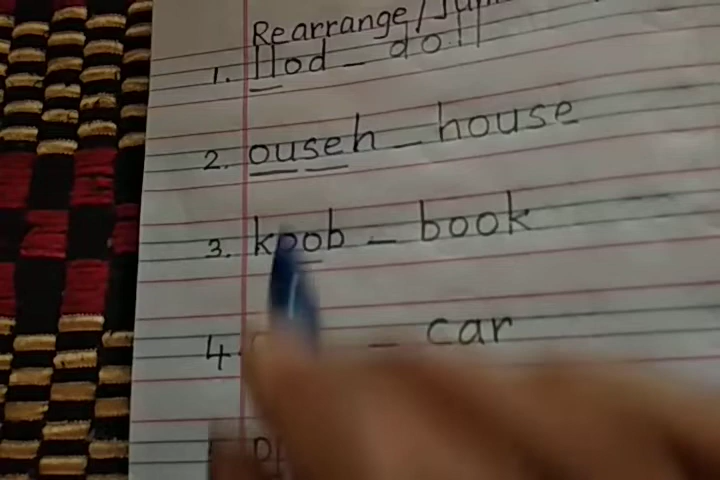 Rearrange/
1. llod - doll
2. ouseh - house
3. koob - book
4. - car